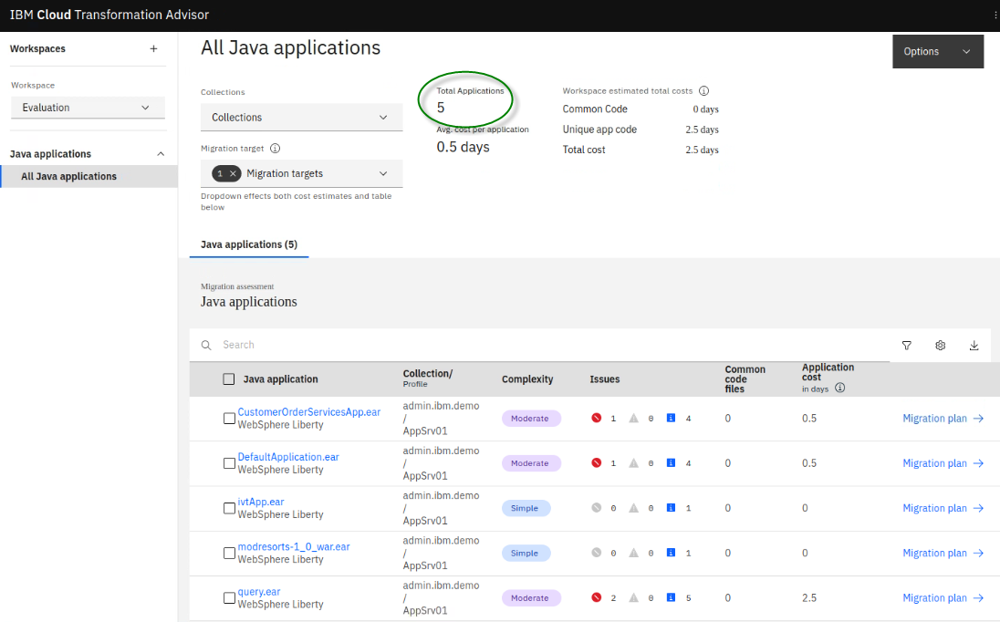 IBM Cloud Transformation Advisor
Workspaces
Workspace
Evaluation
Java applications
All Java applications
All Java applications
Options
Collections
Collections
Migration target
1 Migration targets
Dropdown effects both cost estimates and table
below
Total Applications
5
Avg. cost per application
0.5 days
Workspace estimated total costs
Common Code 0 days
Unique app code 2.5 days
Total cost 2.5 days
Java applications (5)
Migration assessment
Java applications
Search
Java application
Collection/
Profile
Complexity
Issues
Common
code
files
Application
cost
in days
CustomerOrderServicesApp.ear
WebSphere Liberty
admin.ibm.demo
/
AppSrv01
Moderate
1 0 4
0
0.5
Migration plan
DefaultApplication.ear
WebSphere Liberty
admin.ibm.demo
/
AppSrv01
Moderate
1 0 4
0
0.5
Migration plan
ivtApp.ear
WebSphere Liberty
admin.ibm.demo
/
AppSrv01
Simple
0 0 1
0
0
Migration plan
modresorts-1_0_war.ear
WebSphere Liberty
admin.ibm.demo
/
AppSrv01
Simple
0 0 1
0
0
Migration plan
query.ear
WebSphere Liberty
admin.ibm.demo
/
AppSrv01
Moderate
2 0 5
0
2.5
Migration plan